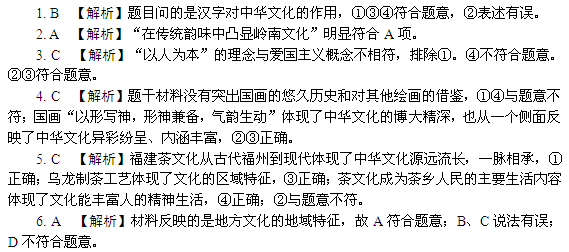 1. B 【解析】题目问的是汉字对中华文化的作用，①③④符合题意，②表述有误。
2. A 【解析】“在传统韵味中凸显岭南文化”明显符合 A 项。
3. C 【解析】“以人为本”的理念与爱国主义概念不相符，排除①。④不符合题意。
②③符合题意。
4. C 【解析】题干材料没有突出国画的悠久历史和对其他绘画的借鉴，①④与题意不
符；国画“以形写神，形神兼备，气韵生动”体现了中华文化的博大精深，也从一个侧面反
映了中华文化异彩纷呈、内涵丰富，②③正确。
5. C 【解析】福建茶文化从古代福州到现代体现了中华文化源远流长，一脉相承，①
正确；乌龙制茶工艺体现了文化的区域特征，③正确；茶文化成为茶乡人民的主要生活内容
体现了文化能丰富人的精神生活，④正确；②与题意不符。
6. A 【解析】材料反映的是地方文化的地域特征，故 A 符合题意；B、C 说法有误；
D 不符合题意。